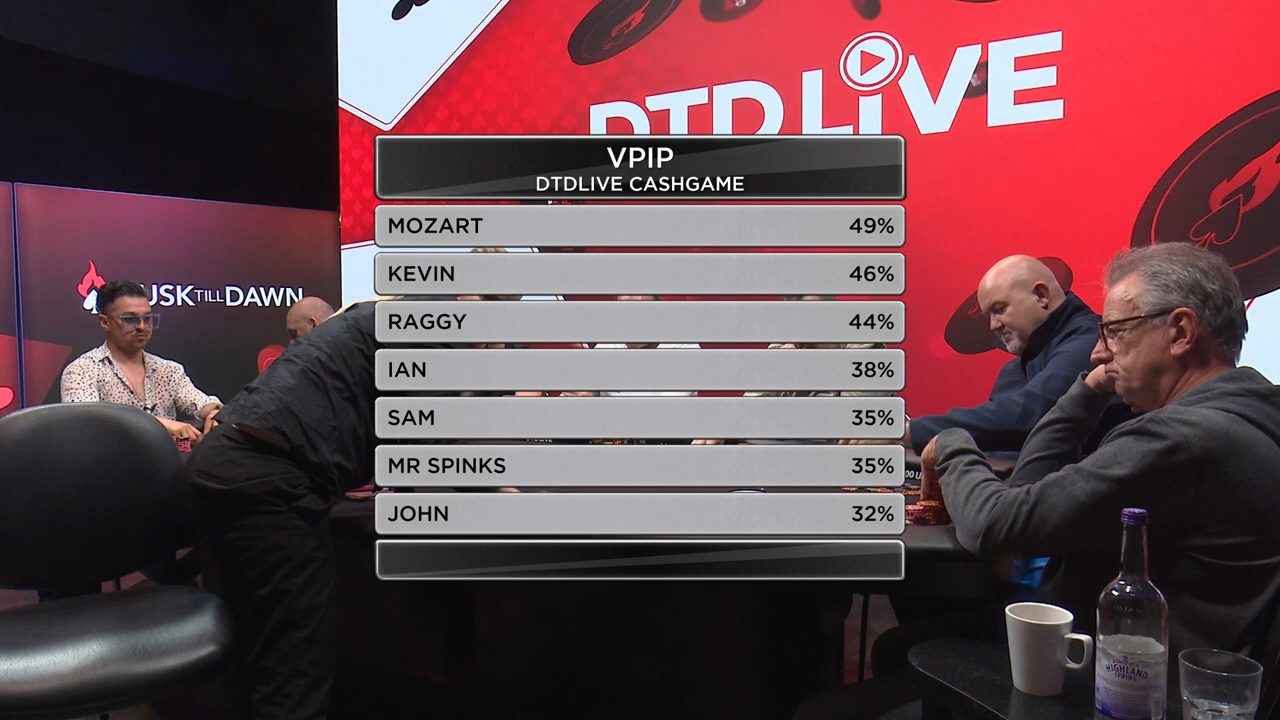 DTD LIVE
VPIP
DTDLIVE CASHGAME
MOZART 49%
KEVIN 46%
RAGGY 44%
IAN 38%
SAM 35%
MR SPINKS 35%
JOHN 32%
USK TILL DAWN
HIGHLAND
SPRING